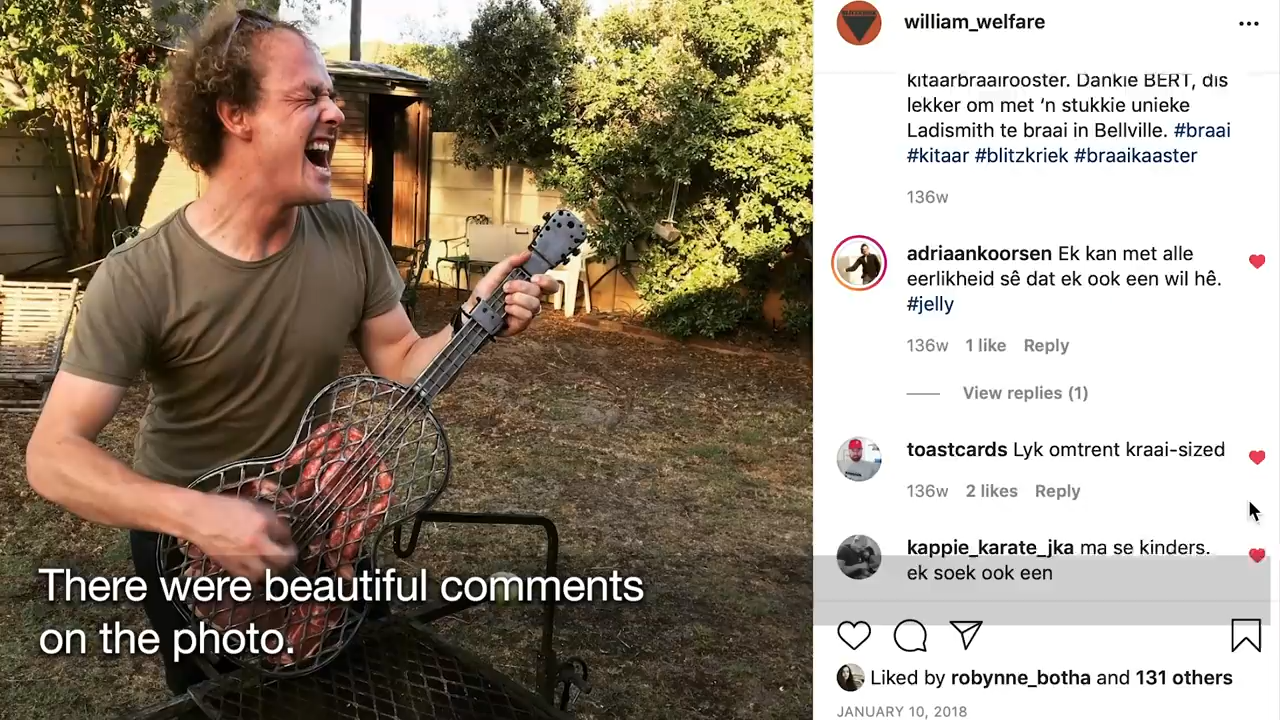 william_welfare
kitaarbraairooster. Dankie BERT, dis
lekker om met ‘n stukkie unieke
Ladismith te braai in Bellville. #braai
#kitaar #blitzkriek #braaikaaster
136w
adriaankoorsen Ek kan met alle
eerlikheid sê dat ek ook een wil hê.
#jelly
136w 1 like Reply
View replies (1)
toastcards Lyk omtrent kraai-sized
136w 2 likes Reply
kappie_karate_jka ma se kinders.
ek soek ook een
Liked by robynne_botha and 131 others
JANUARY 10, 2018
There were beautiful comments
on the photo.